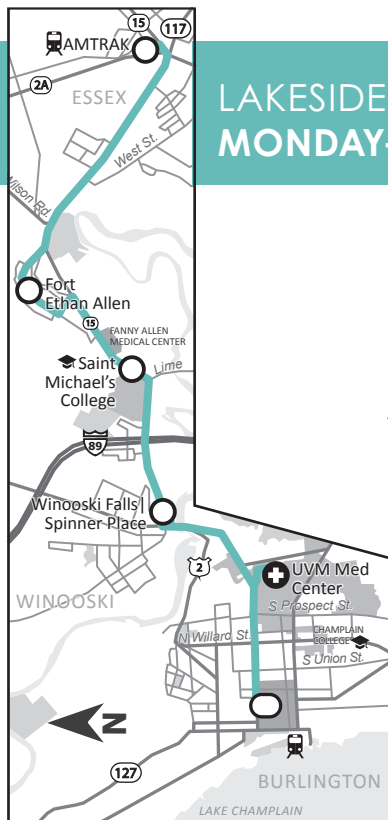 15
117
AMTRAK
2A
ESSEX
LAKESIDE
MONDAY-
West St.
Wilson Rd.
Fort
Ethan Allen
15
FANNY ALLEN
MEDICAL CENTER
Saint
Michael's
College
Lime
89
Winooski Falls|
Spinner Place
2
UVM Med
Center
S Prospect St.
WINOOSKI
N Willard St.
CHAMPLAIN
COLLEGE
S Union St.
N
127
BURLINGTON
LAKE CHAMPLAIN